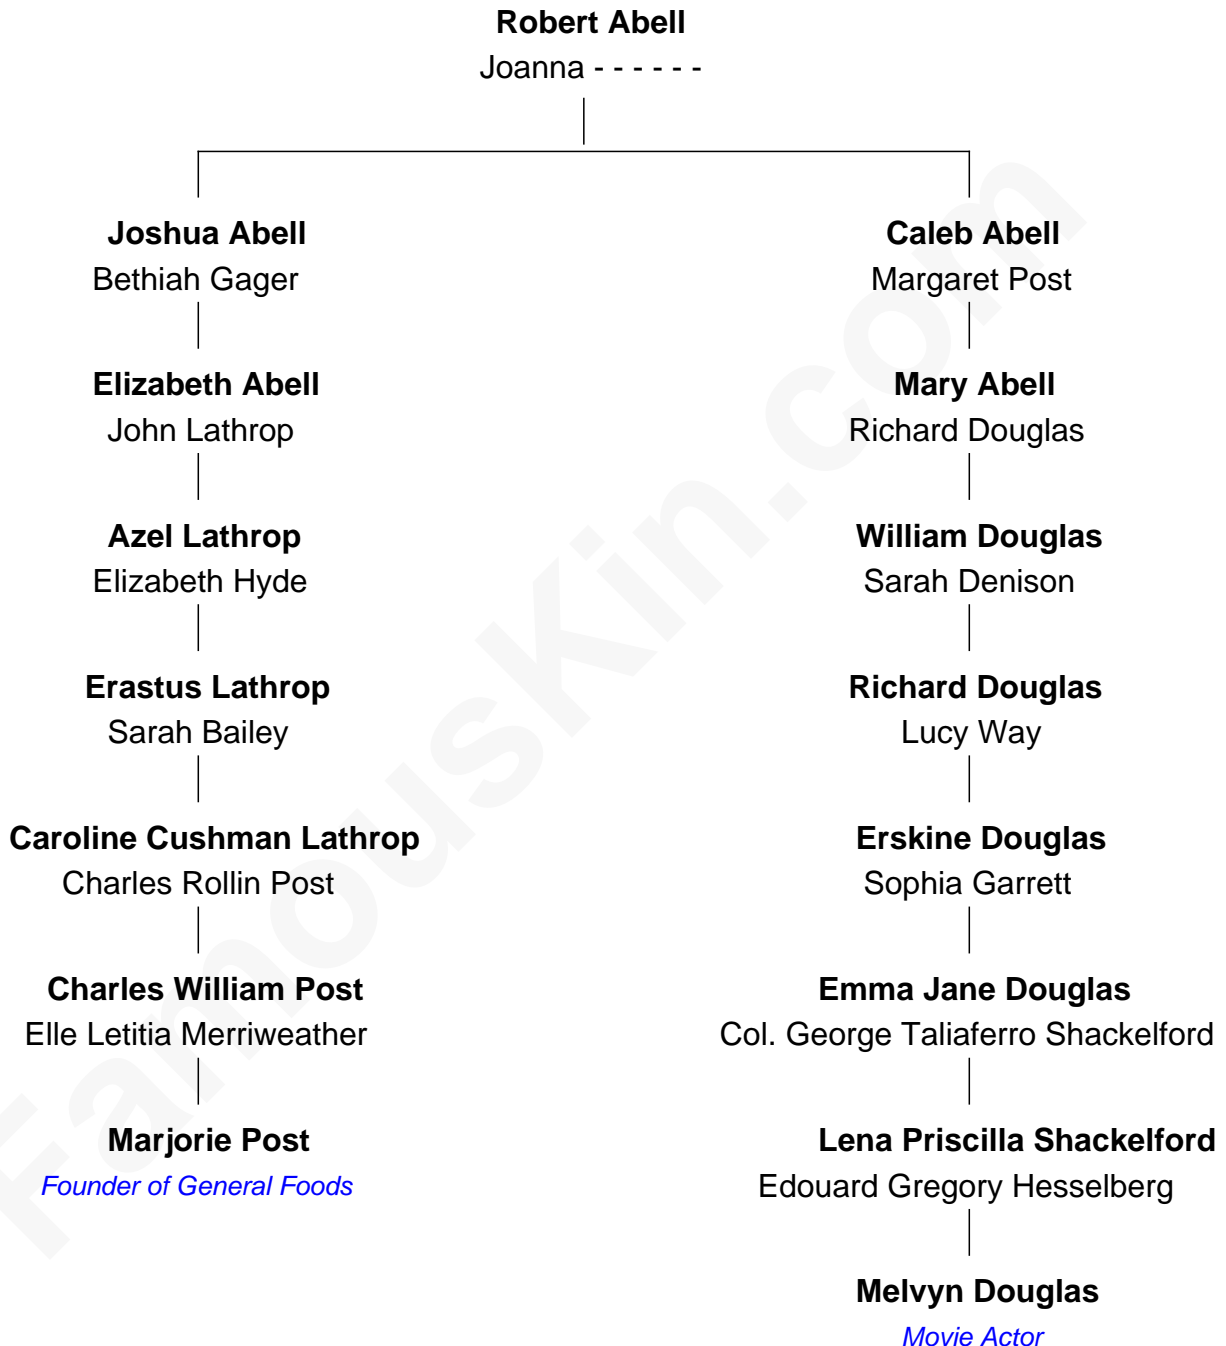 Robert Abell
Joanna - - - - - -
Joshua Abell
Bethiah Gager
Caleb Abell
Margaret Post
Elizabeth Abell
John Lathrop
Mary Abell
Richard Douglas
Azel Lathrop
Elizabeth Hyde
William Douglas
Sarah Denison
Erastus Lathrop
Sarah Bailey
Richard Douglas
Lucy Way
Caroline Cushman Lathrop
Charles Rollin Post
Erskine Douglas
Sophia Garrett
Charles William Post
Elle Letitia Merriweather
Emma Jane Douglas
Col. George Taliaferro Shackelford
Marjorie Post
Founder of General Foods
Lena Priscilla Shackelford
Edouard Gregory Hesselberg
Melvyn Douglas
Movie Actor
FamousKin.com